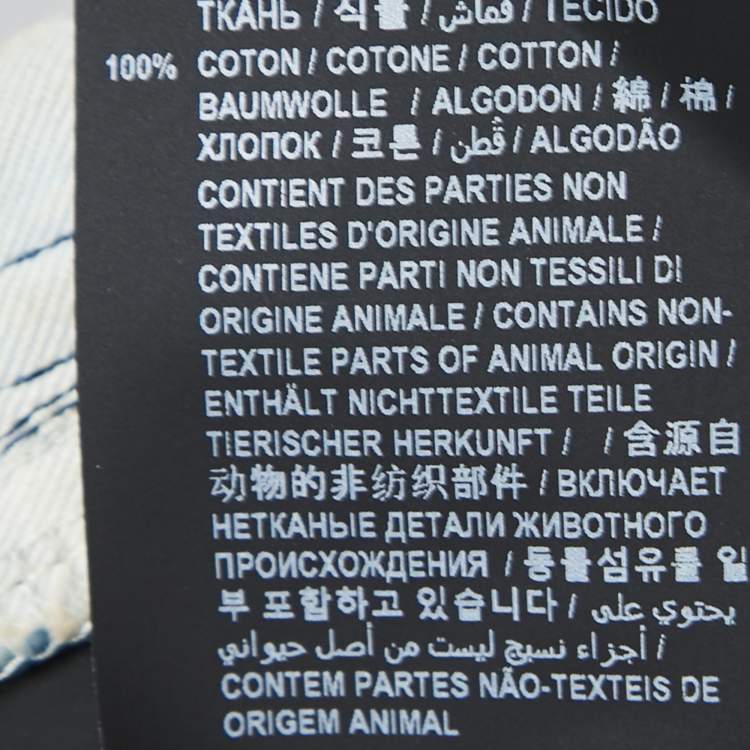 ТКАНЬ / 직물 / قماش / TECIDO
100% COTON / COTONE / COTTON /
BAUMWOLLE / ALGODON / 綿 / 棉 /
ХЛОПОК / 코튼 / قُطن / ALGODÃO
CONTIENT DES PARTIES NON
TEXTILES D'ORIGINE ANIMALE /
CONTIENE PARTI NON TESSILI DI
ORIGINE ANIMALE / CONTAINS NON-
TEXTILE PARTS OF ANIMAL ORIGIN /
ENTHÄLT NICHTTEXTILE TEILE
TIERISCHER HERKUNFT / / 含源自
动物的非纺织部件 / ВКЛЮЧАЕТ
НЕТКАНЫЕ ДЕТАЛИ ЖИВОТНОГО
ПРОИСХОЖДЕНИЯ / 동물섬유를 일
부 포함하고 있습니다 / يحتوي على
أجزاء نسيج ليست من أصل حيواني /
CONTEM PARTES NÃO-TEXTEIS DE
ORIGEM ANIMAL